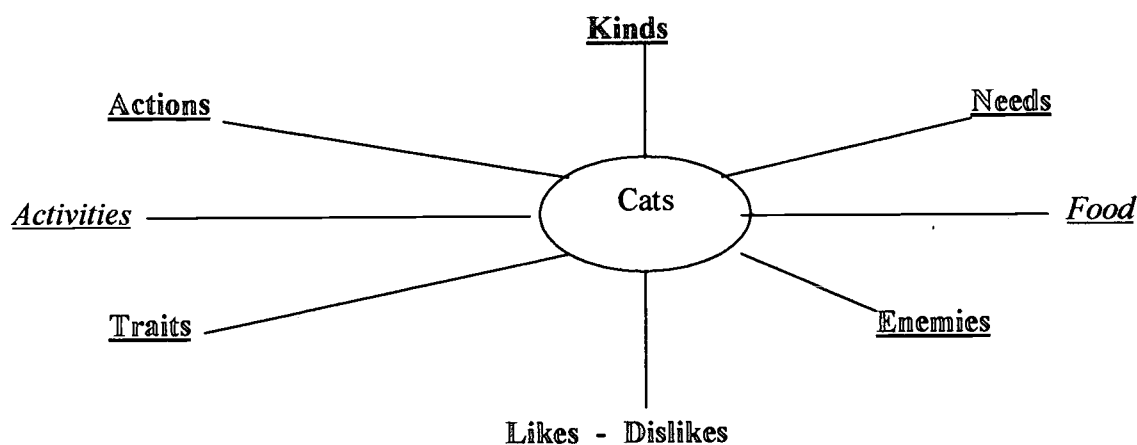 Kinds
Actions
Needs
Cats
Activities
Food
Traits
Enemies
Likes - Dislikes